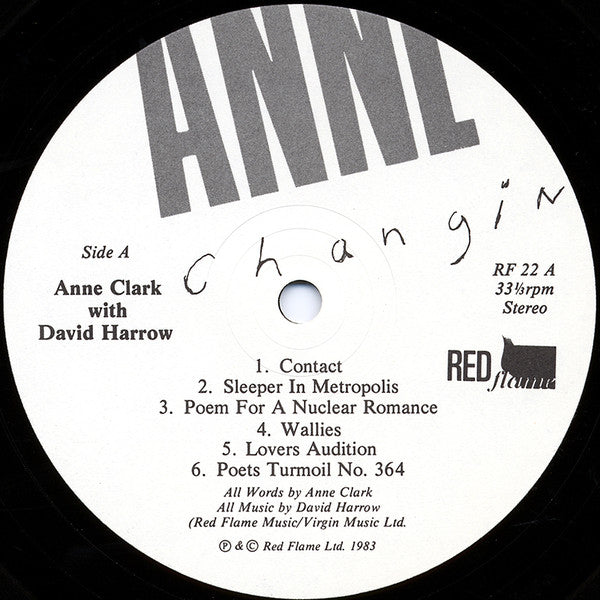 ANNE
Changin
Side A
Anne Clark
with
David Harrow
RF 22 A
33⅓rpm
Stereo
RED
flame
1. Contact
2. Sleeper In Metropolis
3. Poem For A Nuclear Romance
4. Wallies
5. Lovers Audition
6. Poets Turmoil No. 364
All Words by Anne Clark
All Music by David Harrow
(Red Flame Music/Virgin Music Ltd.
℗ & © Red Flame Ltd. 1983